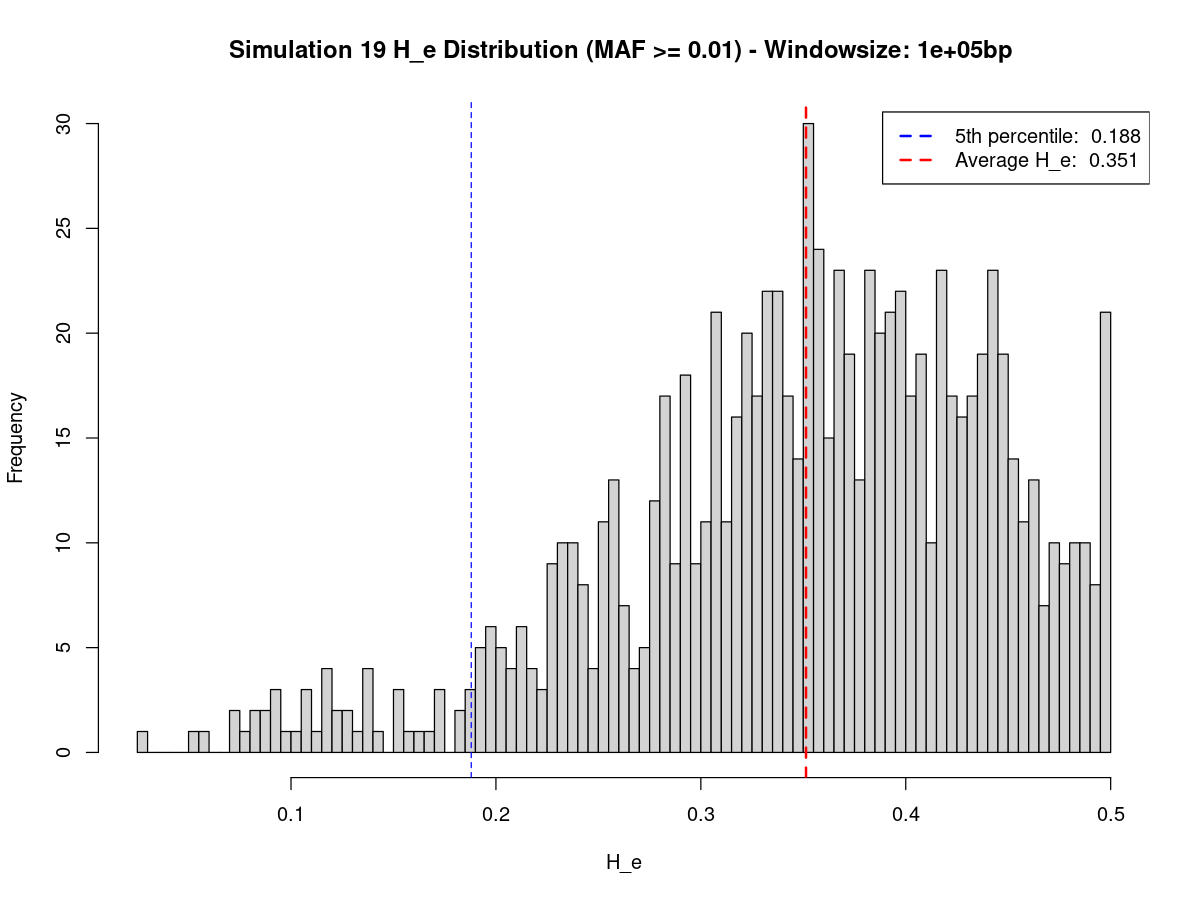 Simulation 19 H_e Distribution (MAF >= 0.01) - Windowsize: 1e+05bp
5th percentile: 0.188
Average H_e: 0.351
Frequency
30
25
20
15
10
5
0
0.1 0.2 0.3 0.4 0.5
H_e